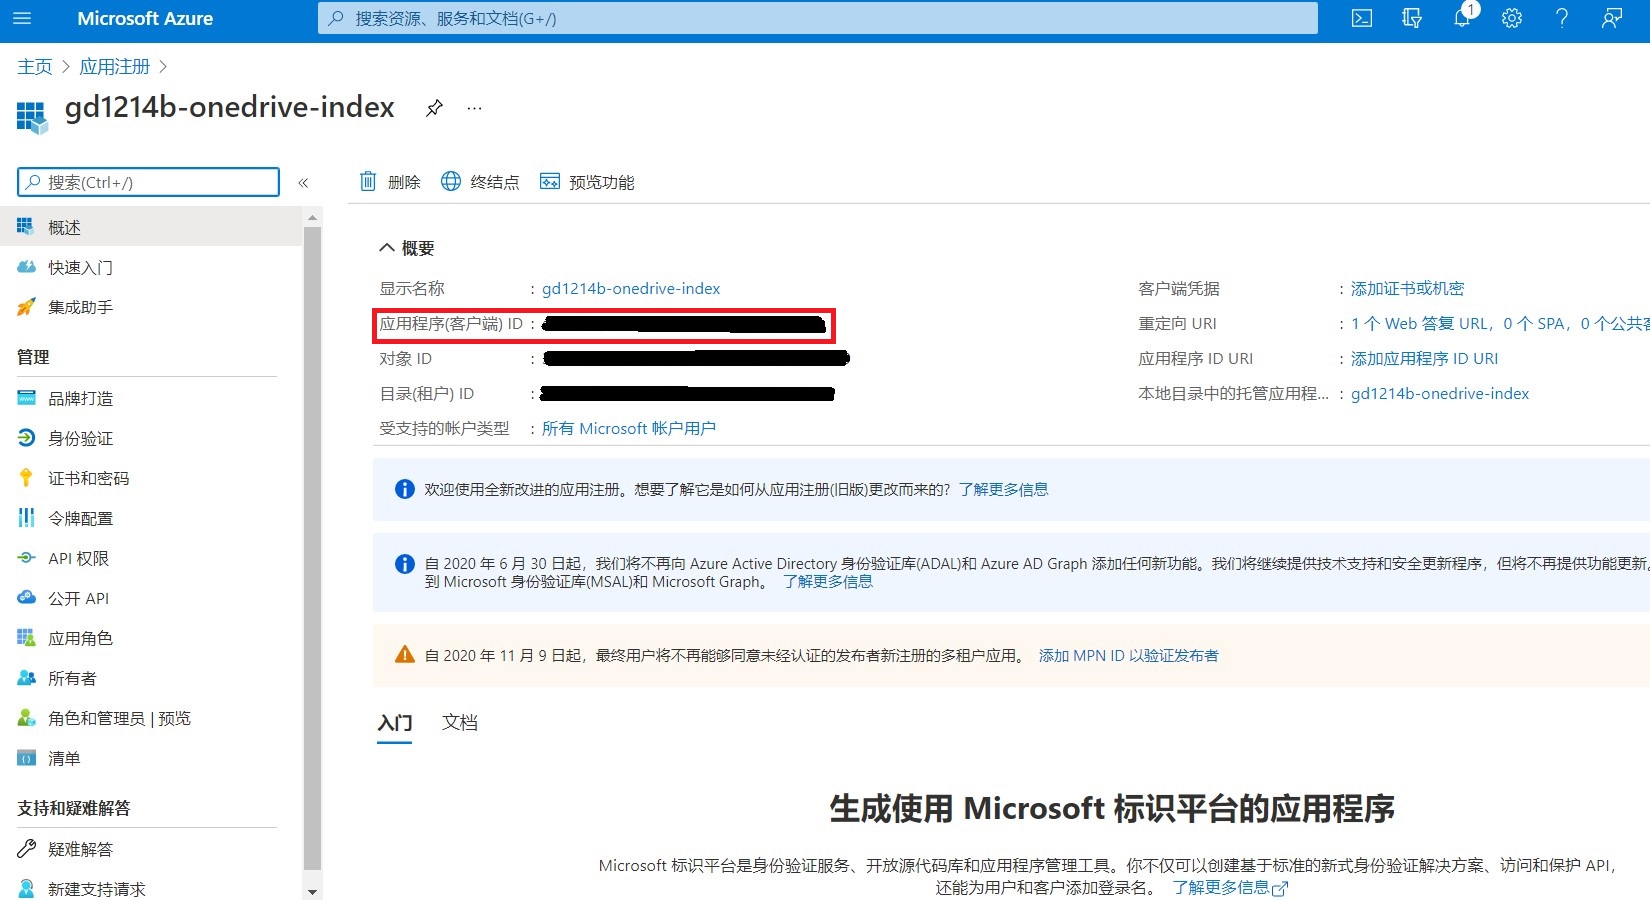 Microsoft Azure
搜索资源、服务和文档(G+/)
1
主页 > 应用注册 >
gd1214b-onedrive-index
搜索(Ctrl+/)
«
删除 终结点 预览功能
概述
快速入门
集成助手
管理
品牌打造
身份验证
证书和密码
令牌配置
API 权限
公开 API
应用角色
所有者
角色和管理员 | 预览
清单
支持和疑难解答
疑难解答
新建支持请求
概要
显示名称 : gd1214b-onedrive-index
应用程序(客户端) ID :
对象 ID :
目录(租户) ID :
受支持的帐户类型 : 所有 Microsoft 帐户用户
客户端凭据 : 添加证书或机密
重定向 URI : 1 个 Web 答复 URL，0 个 SPA，0 个公共客
应用程序 ID URI : 添加应用程序 ID URI
本地目录中的托管应用程... : gd1214b-onedrive-index
欢迎使用全新改进的应用注册。想要了解它是如何从应用注册(旧版)更改而来的? 了解更多信息
自 2020 年 6 月 30 日起，我们将不再向 Azure Active Directory 身份验证库(ADAL)和 Azure AD Graph 添加任何新功能。我们将继续提供技术支持和安全更新程序，但将不再提供功能更新。
到 Microsoft 身份验证库(MSAL)和 Microsoft Graph。 了解更多信息
自 2020 年 11 月 9 日起，最终用户将不再能够同意未经认证的发布者新注册的多租户应用。 添加 MPN ID 以验证发布者
入门 文档
生成使用 Microsoft 标识平台的应用程序
Microsoft 标识平台是身份验证服务、开放源代码库和应用程序管理工具。你不仅可以创建基于标准的新式身份验证解决方案、访问和保护 API，
还能为用户和客户添加登录名。 了解更多信息